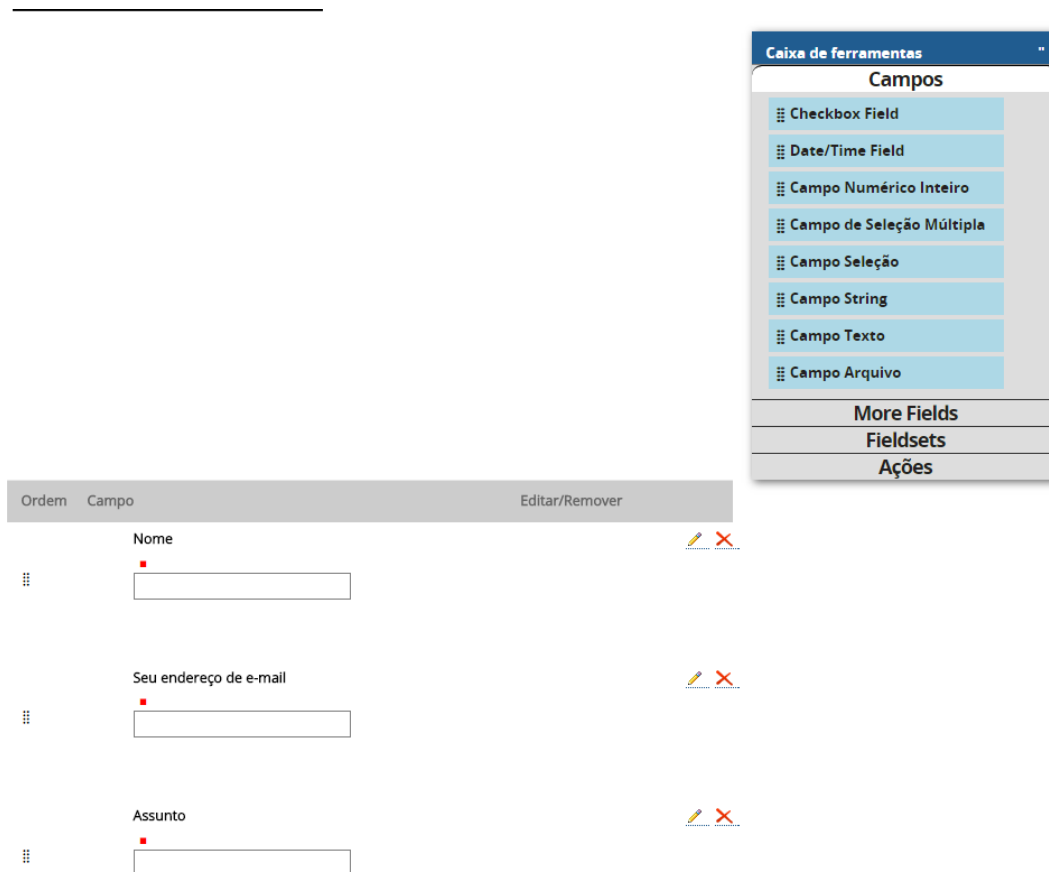 Caixa de ferramentas "
Campos
Checkbox Field
Date/Time Field
Campo Numérico Inteiro
Campo de Seleção Múltipla
Campo Seleção
Campo String
Campo Texto
Campo Arquivo
More Fields
Fieldsets
Ações
Ordem Campo Editar/Remover
Nome
Seu endereço de e-mail
Assunto